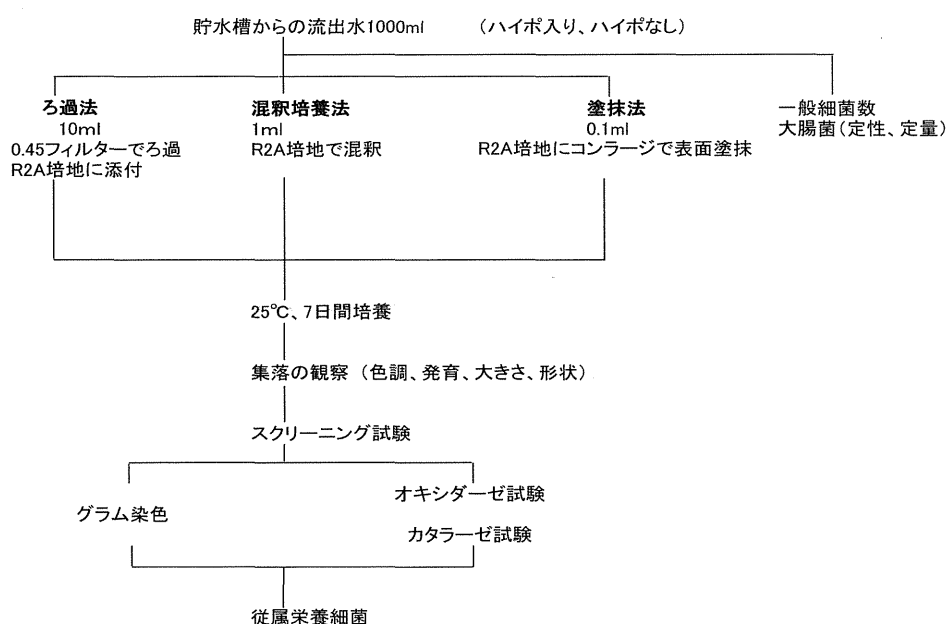 貯水槽からの流出水1000ml （ハイポ入り、ハイポなし）
ろ過法
10ml
0.45フィルターでろ過
R2A培地に添付
混釈培養法
1ml
R2A培地で混釈
塗抹法
0.1ml
R2A培地にコンラージで表面塗抹
一般細菌数
大腸菌（定性、定量）
25℃、7日間培養
集落の観察 （色調、発育、大きさ、形状）
スクリーニング試験
グラム染色
オキシダーゼ試験
カタラーゼ試験
従属栄養細菌